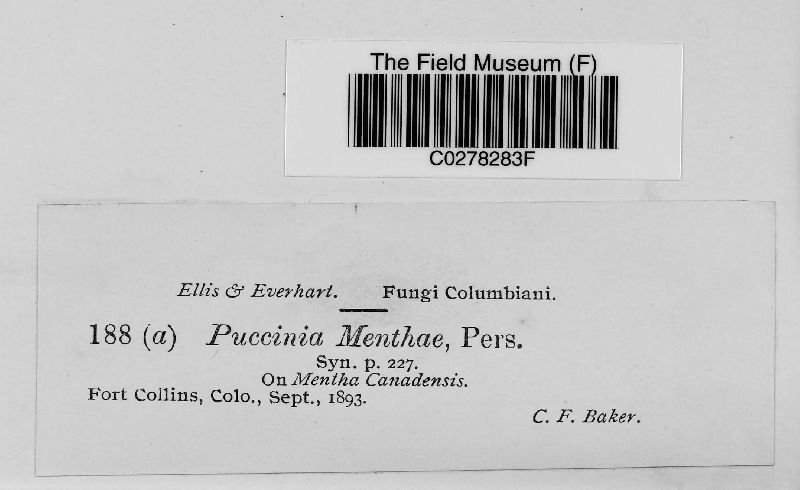 The Field Museum (F)
C0278283F
Ellis & Everhart. Fungi Columbiani.
188 (a) Puccinia Menthae, Pers.
Syn. p. 227.
On Mentha Canadensis.
Fort Collins, Colo., Sept., 1893.
C. F. Baker.